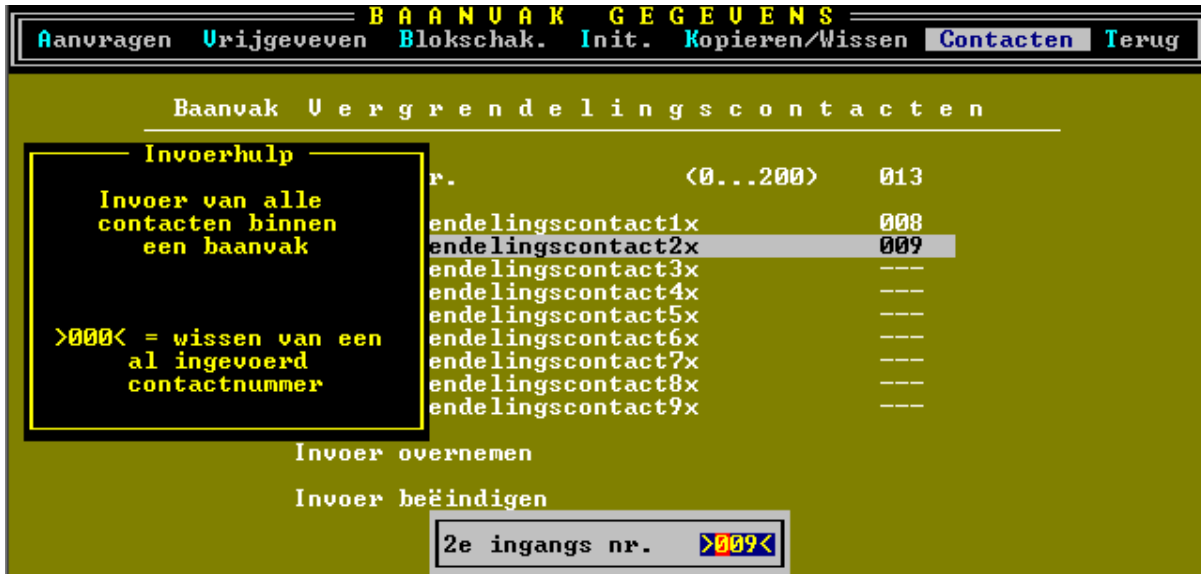 B A A N V A K   G E G E V E N S
Aanvragen Vrijgeveven Blokschak. Init. Kopieren/Wissen Contacten Terug
Baanvak V e r g r e n d e l i n g s c o n t a c t e n
Invoerhulp
r. (0...200) 013
Invoer van alle
contacten binnen
een baanvak
endelingscontact1x 008
endelingscontact2x 009
endelingscontact3x ---
endelingscontact4x ---
endelingscontact5x ---
>000< = wissen van een
al ingevoerd
contactnummer
endelingscontact6x ---
endelingscontact7x ---
endelingscontact8x ---
endelingscontact9x ---
Invoer overnemen
Invoer beëindigen
2e ingangs nr. >009<